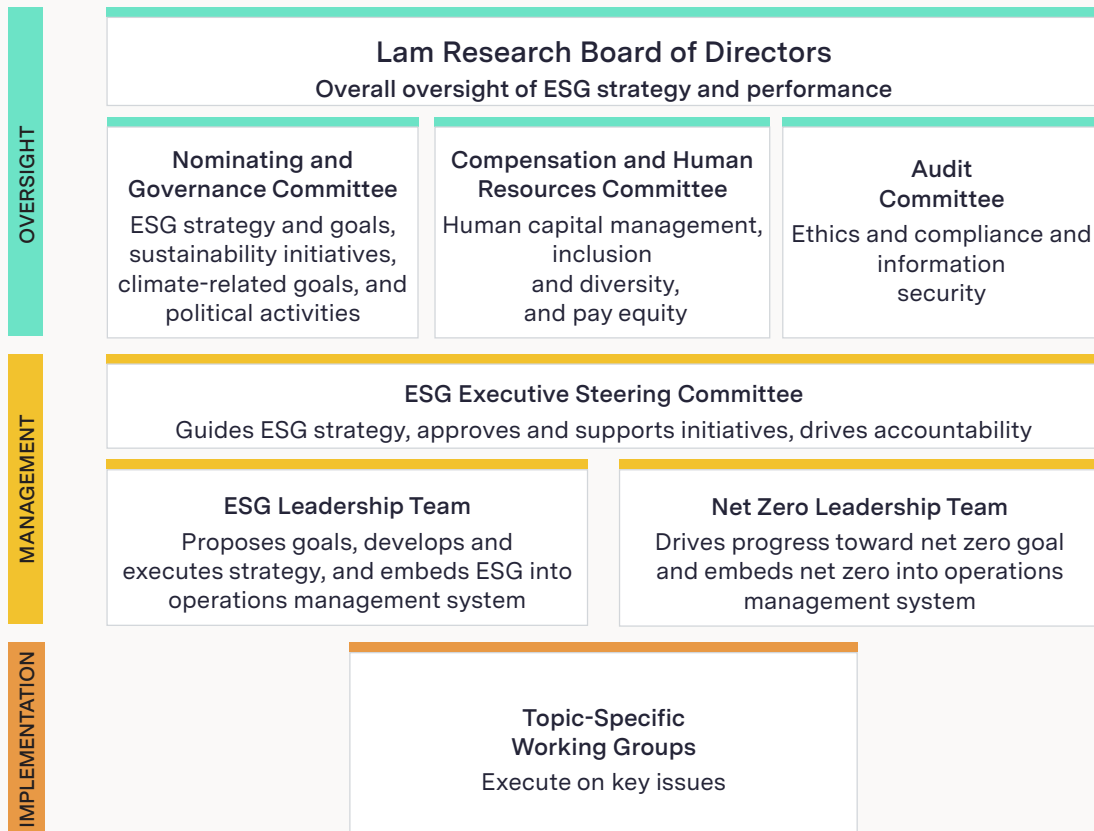 OVERSIGHT
Lam Research Board of Directors
Overall oversight of ESG strategy and performance
Nominating and
Governance Committee
ESG strategy and goals,
sustainability initiatives,
climate-related goals, and
political activities
Compensation and Human
Resources Committee
Human capital management,
inclusion
and diversity,
and pay equity
Audit
Committee
Ethics and compliance and
information
security
MANAGEMENT
ESG Executive Steering Committee
Guides ESG strategy, approves and supports initiatives, drives accountability
ESG Leadership Team
Proposes goals, develops and
executes strategy, and embeds ESG into
operations management system
Net Zero Leadership Team
Drives progress toward net zero goal
and embeds net zero into operations
management system
IMPLEMENTATION
Topic-Specific
Working Groups
Execute on key issues